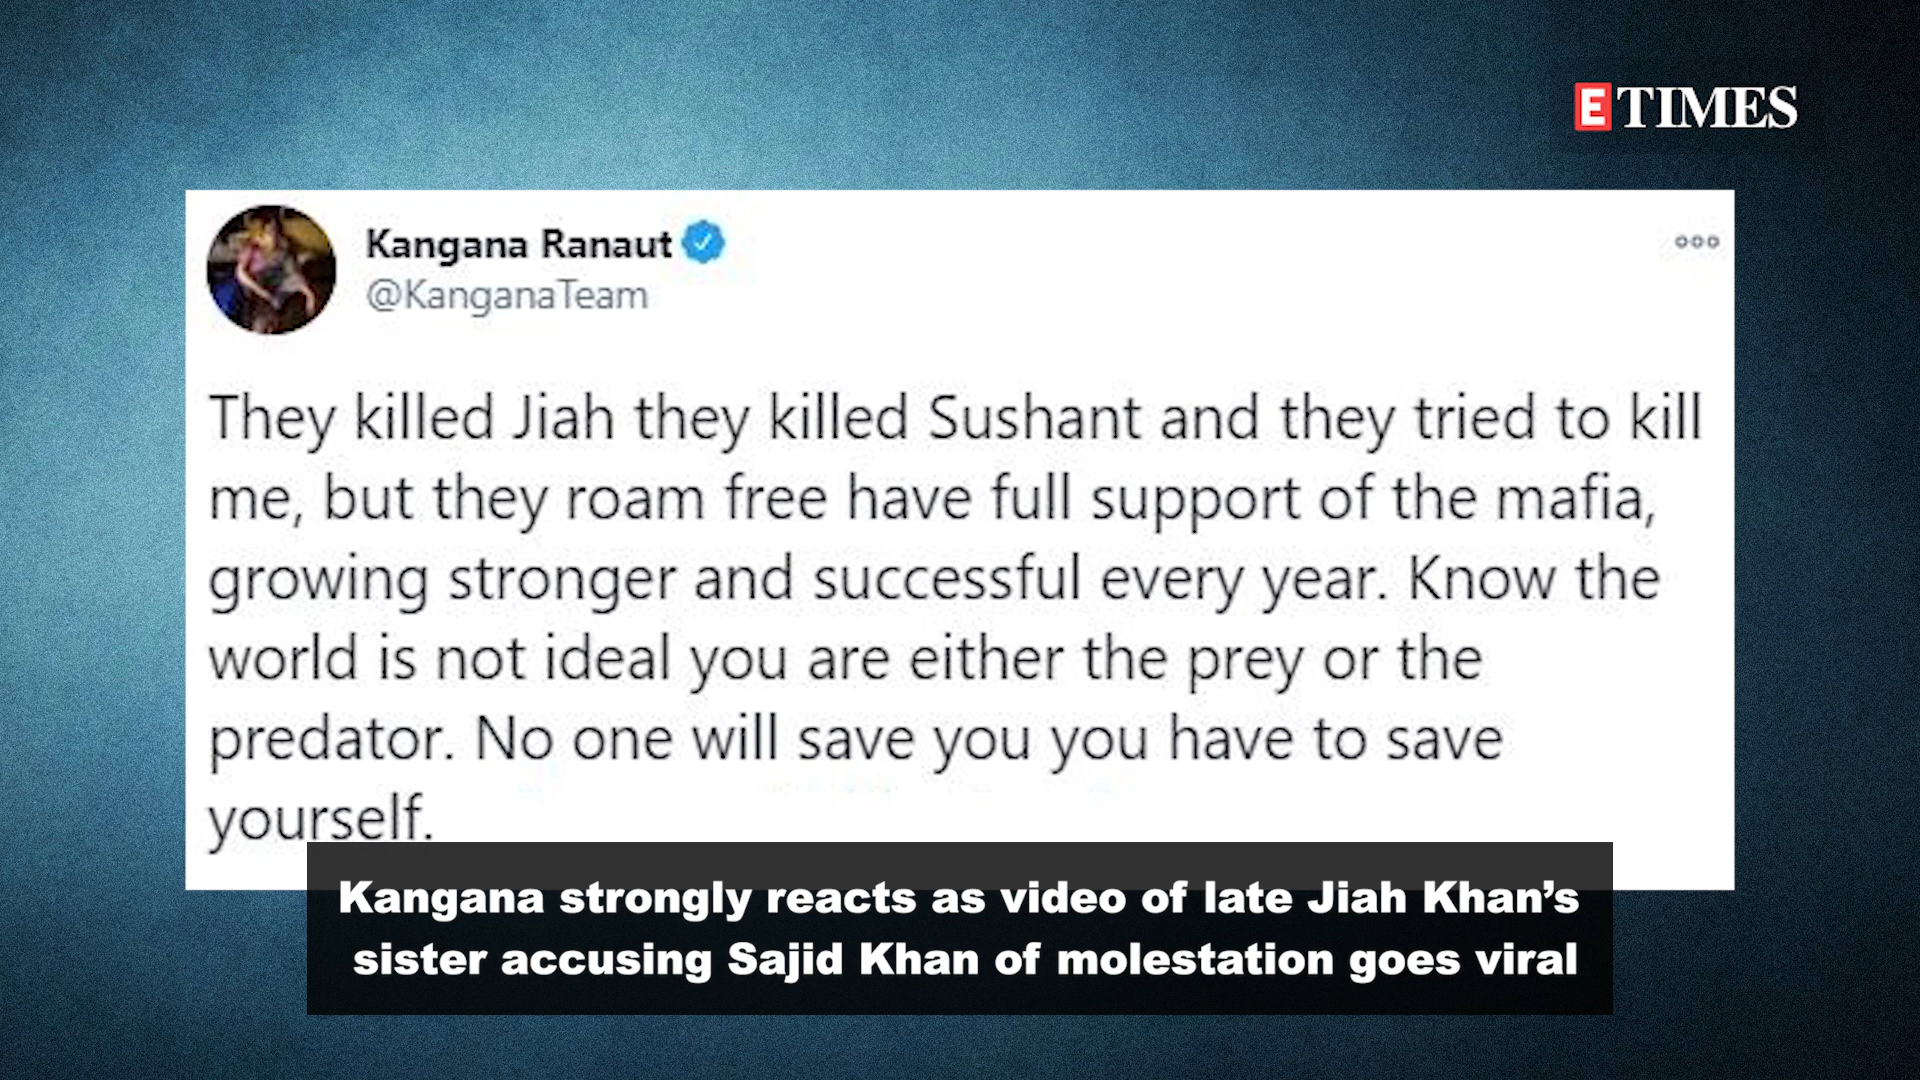 E TIMES
Kangana Ranaut
@KanganaTeam
They killed Jiah they killed Sushant and they tried to kill
me, but they roam free have full support of the mafia,
growing stronger and successful every year. Know the
world is not ideal you are either the prey or the
predator. No one will save you you have to save
yourself.
Kangana strongly reacts as video of late Jiah Khan’s
sister accusing Sajid Khan of molestation goes viral